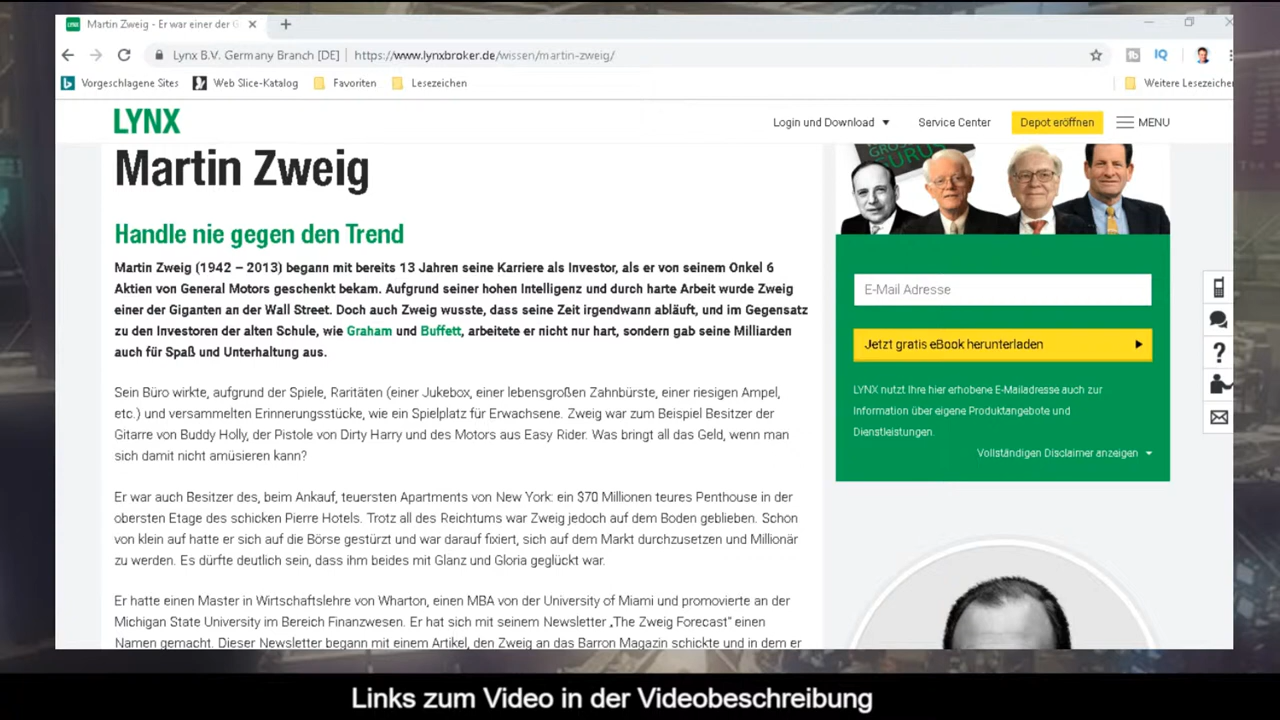 LYNX
Martin Zweig - Er war einer der
Lynx B.V. Germany Branch [DE]
https://www.lynxbroker.de/wissen/martin-zweig/
IQ
Vorgeschlagene Sites
Web Slice-Katalog
Favoriten
Lesezeichen
Weitere Lesezeichen
LYNX
Login und Download
Service Center
Depot eröffnen
MENU
Martin Zweig
Handle nie gegen den Trend
Martin Zweig (1942 – 2013) begann mit bereits 13 Jahren seine Karriere als Investor, als er von seinem Onkel 6
Aktien von General Motors geschenkt bekam. Aufgrund seiner hohen Intelligenz und durch harte Arbeit wurde Zweig
einer der Giganten an der Wall Street. Doch auch Zweig wusste, dass seine Zeit irgendwann abläuft, und im Gegensatz
zu den Investoren der alten Schule, wie Graham und Buffett, arbeitete er nicht nur hart, sondern gab seine Milliarden
auch für Spaß und Unterhaltung aus.
Sein Büro wirkte, aufgrund der Spiele, Raritäten (einer Jukebox, einer lebensgroßen Zahnbürste, einer riesigen Ampel,
etc.) und versammelten Erinnerungsstücke, wie ein Spielplatz für Erwachsene. Zweig war zum Beispiel Besitzer der
Gitarre von Buddy Holly, der Pistole von Dirty Harry und des Motors aus Easy Rider. Was bringt all das Geld, wenn man
sich damit nicht amüsieren kann?
Er war auch Besitzer des, beim Ankauf, teuersten Apartments von New York: ein $70 Millionen teures Penthouse in der
obersten Etage des schicken Pierre Hotels. Trotz all des Reichtums war Zweig jedoch auf dem Boden geblieben. Schon
von klein auf hatte er sich auf die Börse gestürzt und war darauf fixiert, sich auf dem Markt durchzusetzen und Millionär
zu werden. Es dürfte deutlich sein, dass ihm beides mit Glanz und Gloria geglückt war.
Er hatte einen Master in Wirtschaftslehre von Wharton, einen MBA von der University of Miami und promovierte an der
Michigan State University im Bereich Finanzwesen. Er hat sich mit seinem Newsletter „The Zweig Forecast" einen
Namen gemacht. Dieser Newsletter begann mit einem Artikel, den Zweig an das Barron Magazin schickte und in dem er
GURUS
E-Mail Adresse
Jetzt gratis eBook herunterladen
LYNX nutzt Ihre hier erhobene E-Mailadresse auch zur
Information über eigene Produktangebote und
Dienstleistungen.
Vollständigen Disclaimer anzeigen
?
Links zum Video in der Videobeschreibung